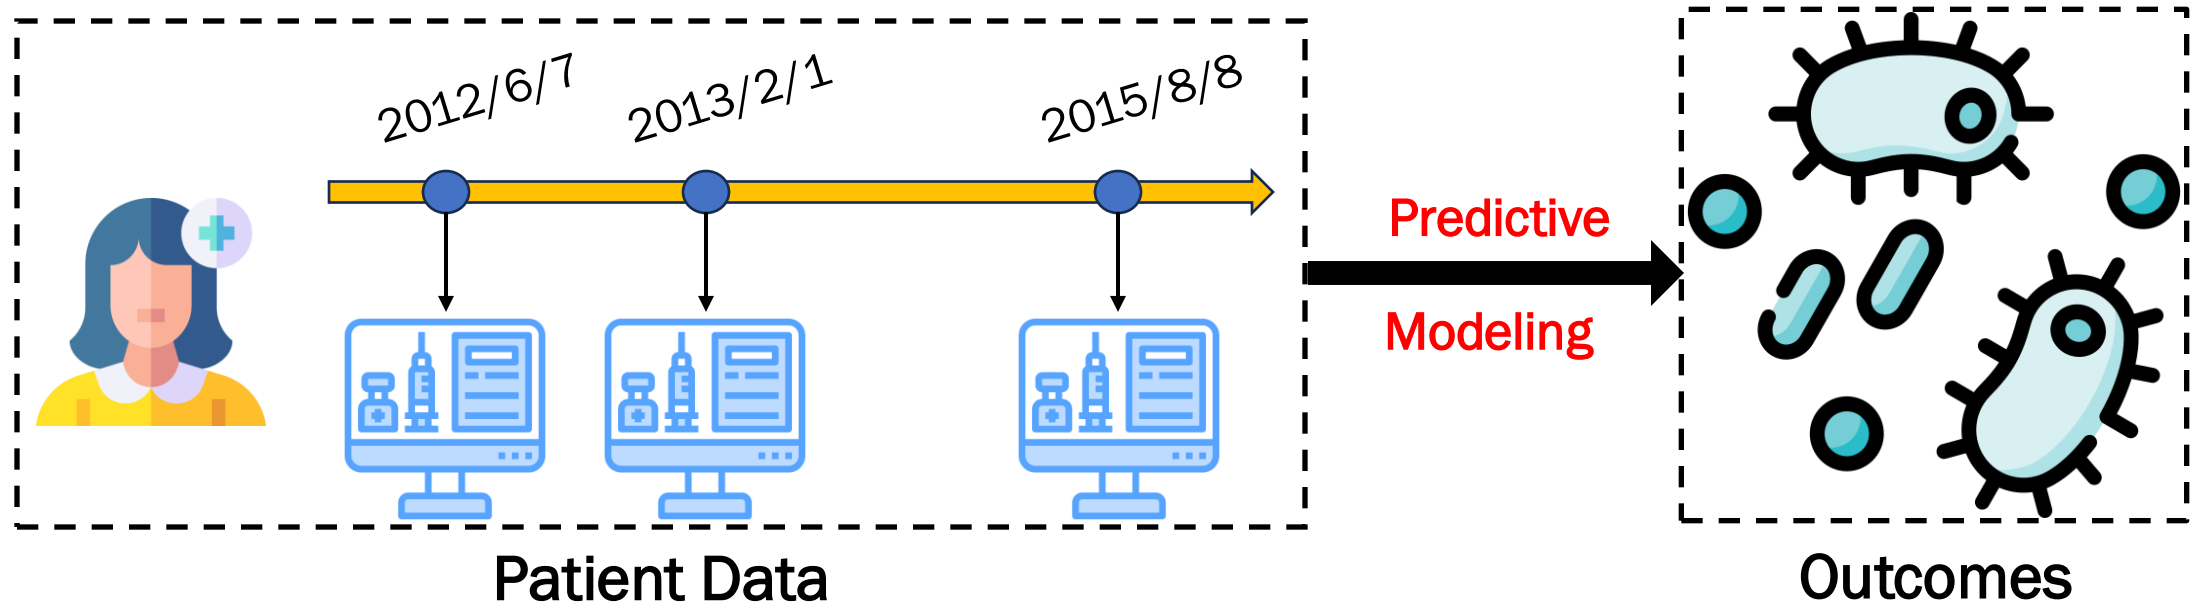 2012/6/7
2013/2/1
2015/8/8
Predictive
Modeling
Patient Data
Outcomes